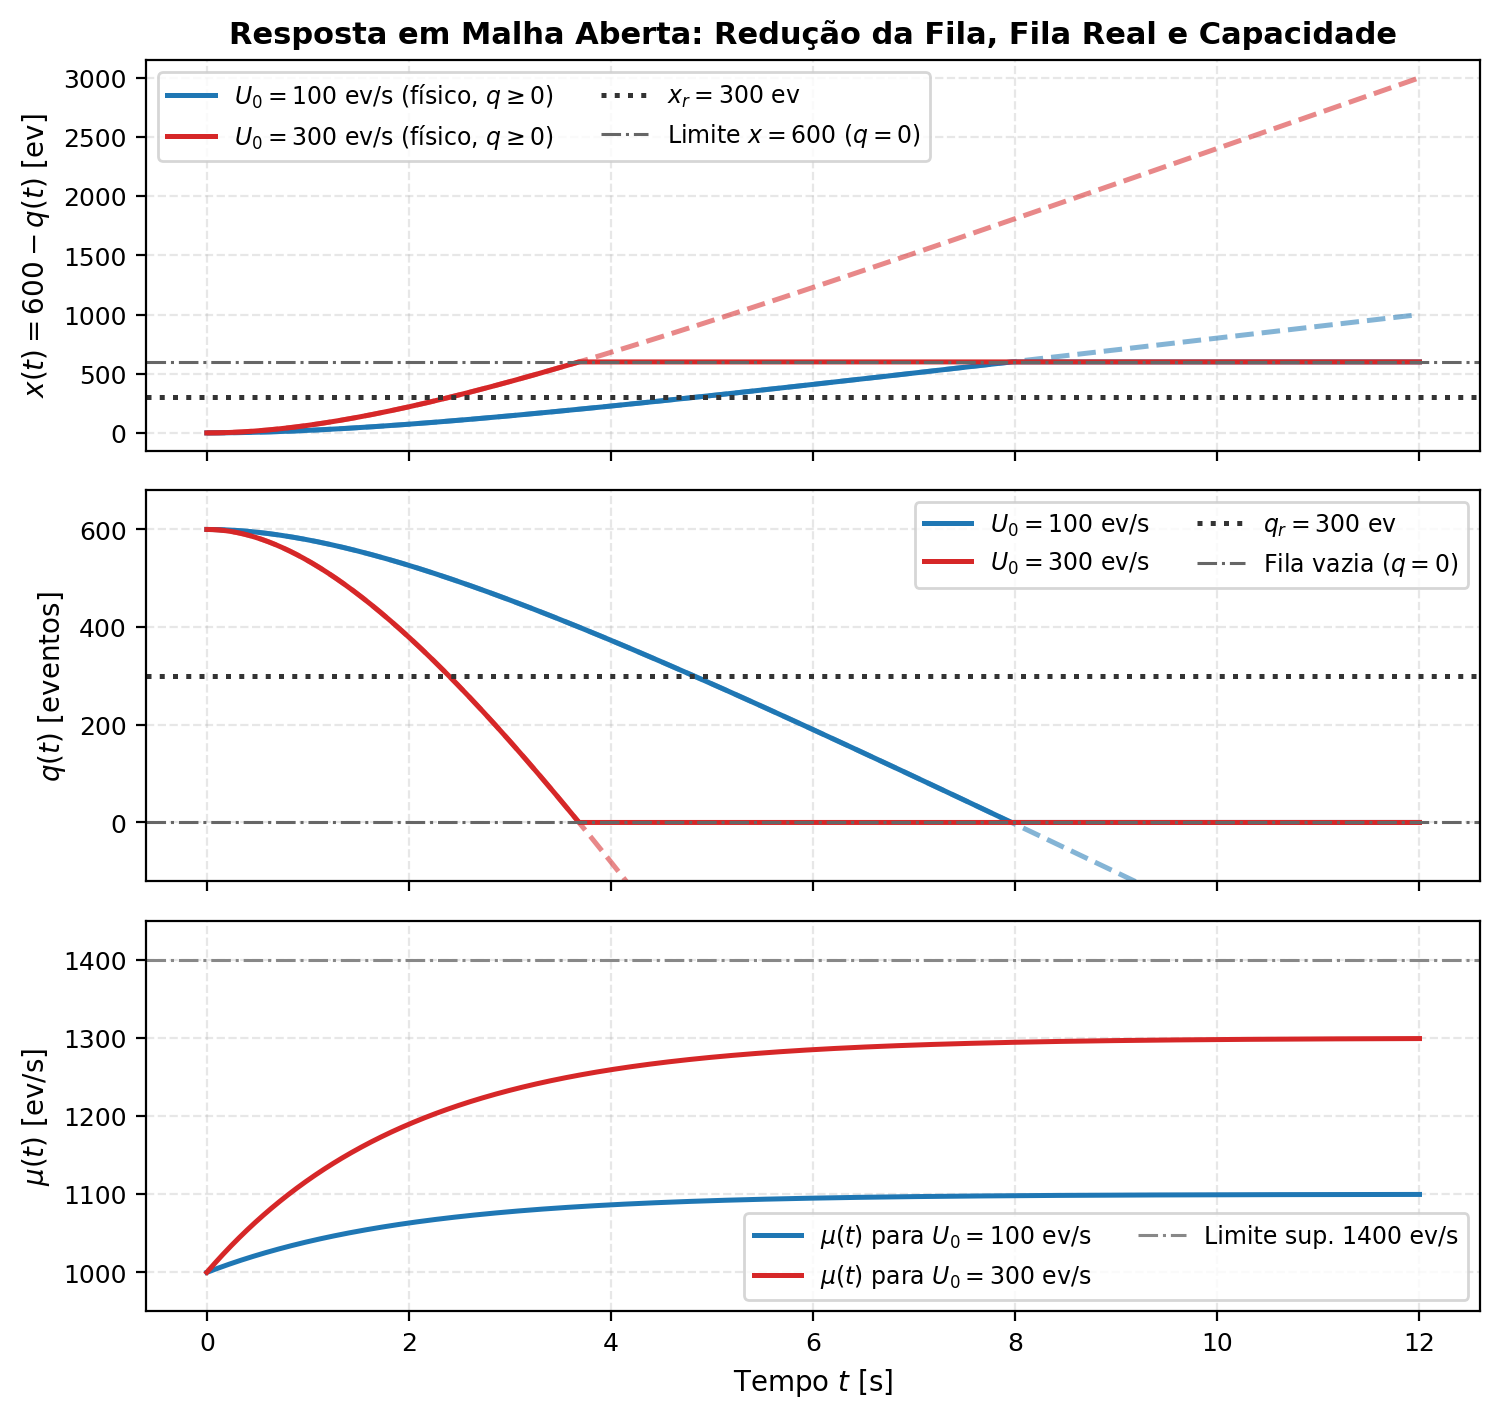 Resposta em Malha Aberta: Redução da Fila, Fila Real e Capacidade
x(t) = 600 − q(t) [ev]
3000
2500
2000
1500
1000
500
0
U₀ = 100 ev/s (físico, q ≥ 0)
U₀ = 300 ev/s (físico, q ≥ 0)
xᵣ = 300 ev
Limite x = 600 (q = 0)
q(t) [eventos]
600
400
200
0
U₀ = 100 ev/s
U₀ = 300 ev/s
qᵣ = 300 ev
Fila vazia (q = 0)
μ(t) [ev/s]
1400
1300
1200
1100
1000
μ(t) para U₀ = 100 ev/s
μ(t) para U₀ = 300 ev/s
Limite sup. 1400 ev/s
0 2 4 6 8 10 12
Tempo t [s]